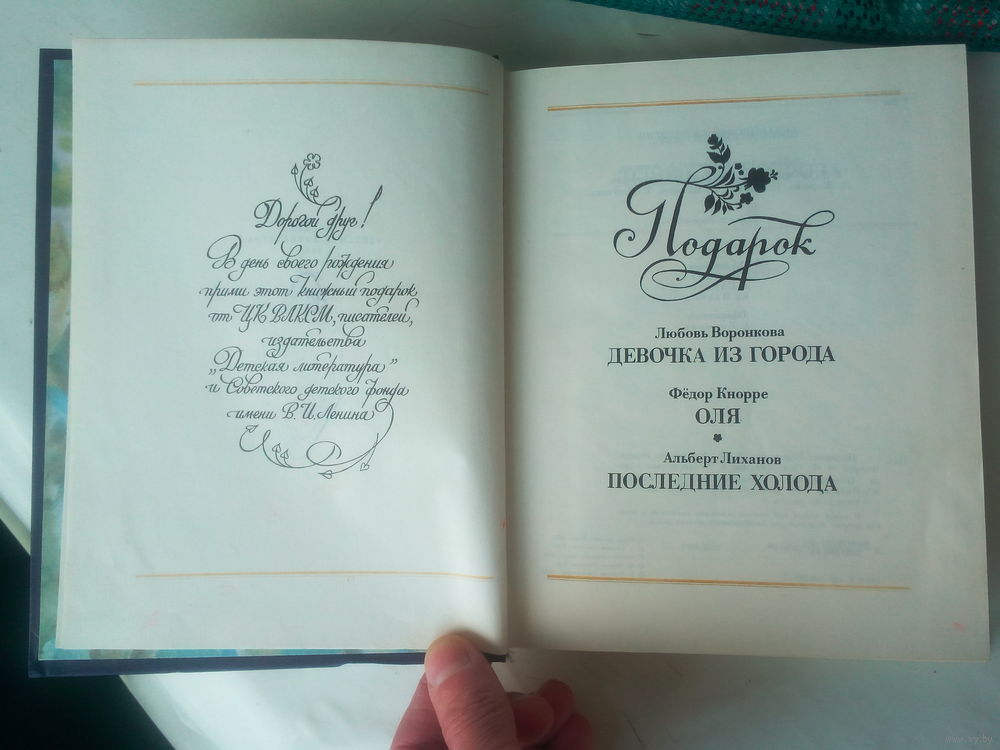 Дорогой друг!
В день своего рождения
прими этот книжный подарок
от ЦК ВЛКСМ, писателей,
издательства
„Детская литература”
и Советского детского фонда
имени В. И. Ленина
Подарок
Любовь Воронкова
ДЕВОЧКА ИЗ ГОРОДА
Фёдор Кнорре
ОЛЯ
Альберт Лиханов
ПОСЛЕДНИЕ ХОЛОДА